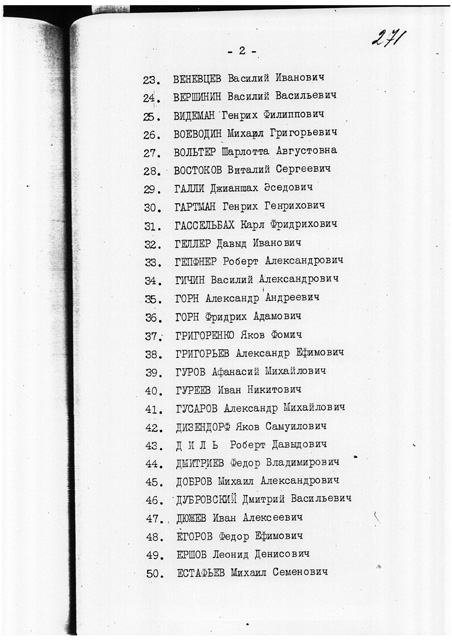 - 2 -
271
23. ВЕНЕВЦЕВ Василий Иванович
24. ВЕРШИНИН Василий Васильевич
25. ВИДЕМАН Генрих Филиппович
26. ВОЕВОДИН Михаил Григорьевич
27. ВОЛЬТЕР Шарлотта Августовна
28. ВОСТОКОВ Виталий Сергеевич
29. ГАЛЛИ Джианшах Эседович
30. ГАРТМАН Генрих Генрихович
31. ГАССЕЛЬБАХ Карл Фридрихович
32. ГЕЛЛЕР Давыд Иванович
33. ГЕПФНЕР Роберт Александрович
34. ГИЧИН Василий Александрович
35. ГОРН Александр Андреевич
36. ГОРН Фридрих Адамович
37. ГРИГОРЕНКО Яков Фомич
38. ГРИГОРЬЕВ Александр Ефимович
39. ГУРОВ Афанасий Михайлович
40. ГУРЕЕВ Иван Никитович
41. ГУСАРОВ Александр Михайлович
42. ДИЗЕНДОРФ Яков Самуилович
43. Д И Л Ь Роберт Давыдович
44. ДМИТРИЕВ Федор Владимирович
45. ДОБРОВ Михаил Александрович
46. ДУБРОВСКИЙ Дмитрий Васильевич
47. ДЮЖЕВ Иван Алексеевич
48. ЕГОРОВ Федор Ефимович
49. ЕРШОВ Леонид Денисович
50. ЕСТАФЬЕВ Михаил Семенович